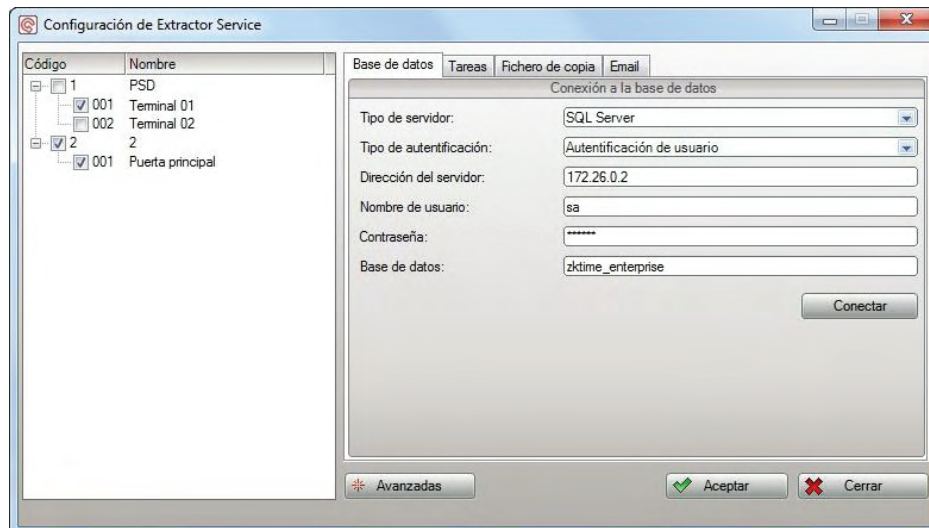 Configuración de Extractor Service
Código Nombre
1 PSD
001 Terminal 01
002 Terminal 02
2 2
001 Puerta principal
Base de datos Tareas Fichero de copia Email
Conexión a la base de datos
Tipo de servidor: SQL Server
Tipo de autentificación: Autentificación de usuario
Dirección del servidor: 172.26.0.2
Nombre de usuario: sa
Contraseña: ******
Base de datos: zktime_enterprise
Conectar
Avanzadas Aceptar Cerrar